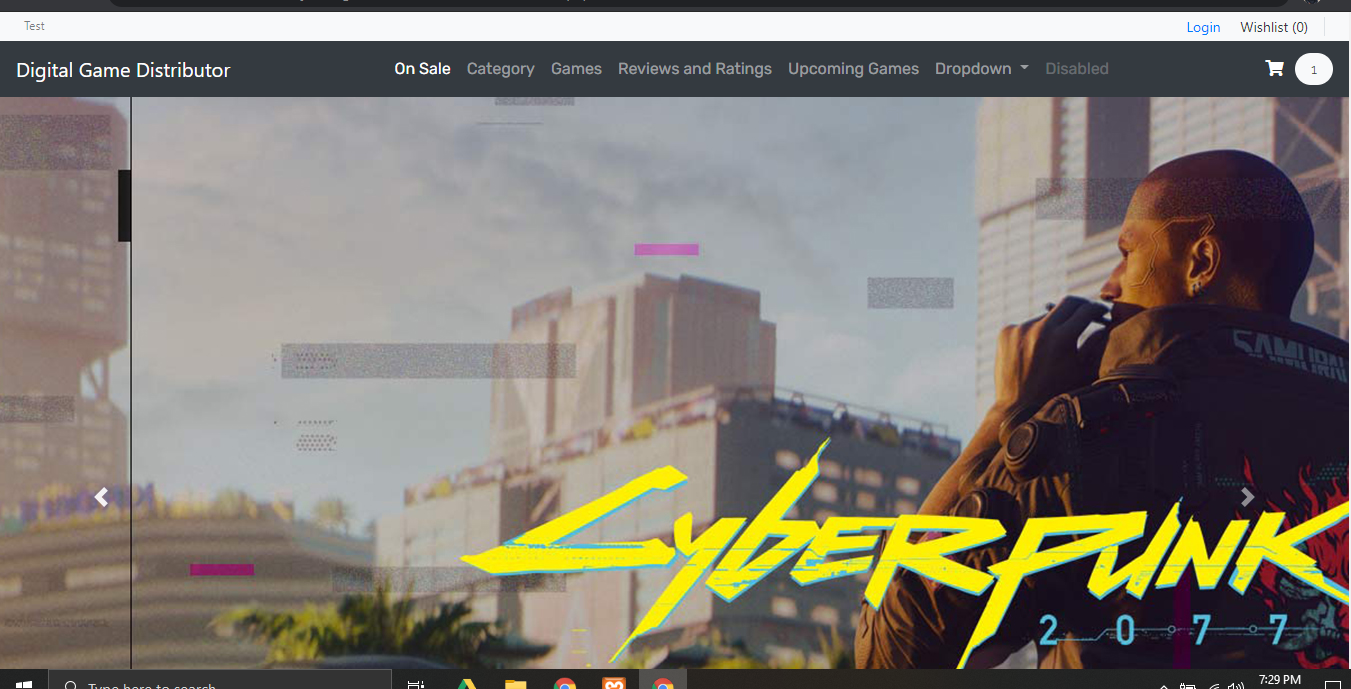 Test
Login Wishlist (0)
Digital Game Distributor On Sale Category Games Reviews and Ratings Upcoming Games Dropdown Disabled 1
SAMURAI
CYBERPUNK
2077
Type here to search
7:29 PM